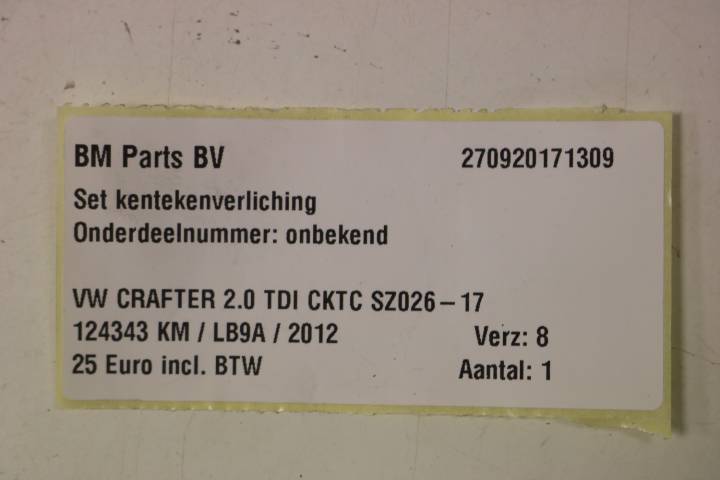 BM Parts BV 270920171309
Set kentekenverliching
Onderdeelnummer: onbekend
VW CRAFTER 2.0 TDI CKTC SZ026-17
124343 KM / LB9A / 2012 Verz: 8
25 Euro incl. BTW Aantal: 1